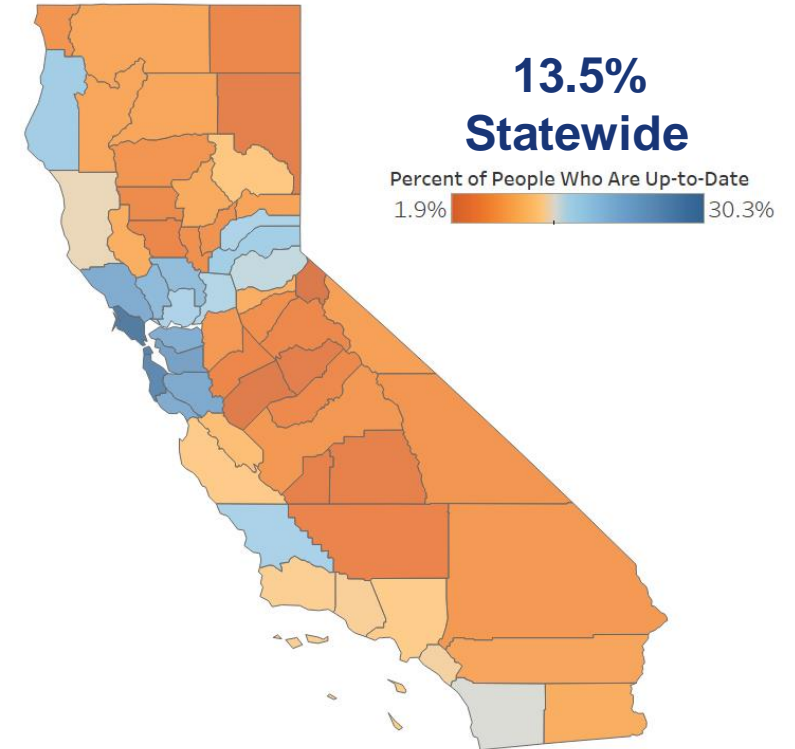 13.5%
Statewide
Percent of People Who Are Up-to-Date
1.9% 30.3%